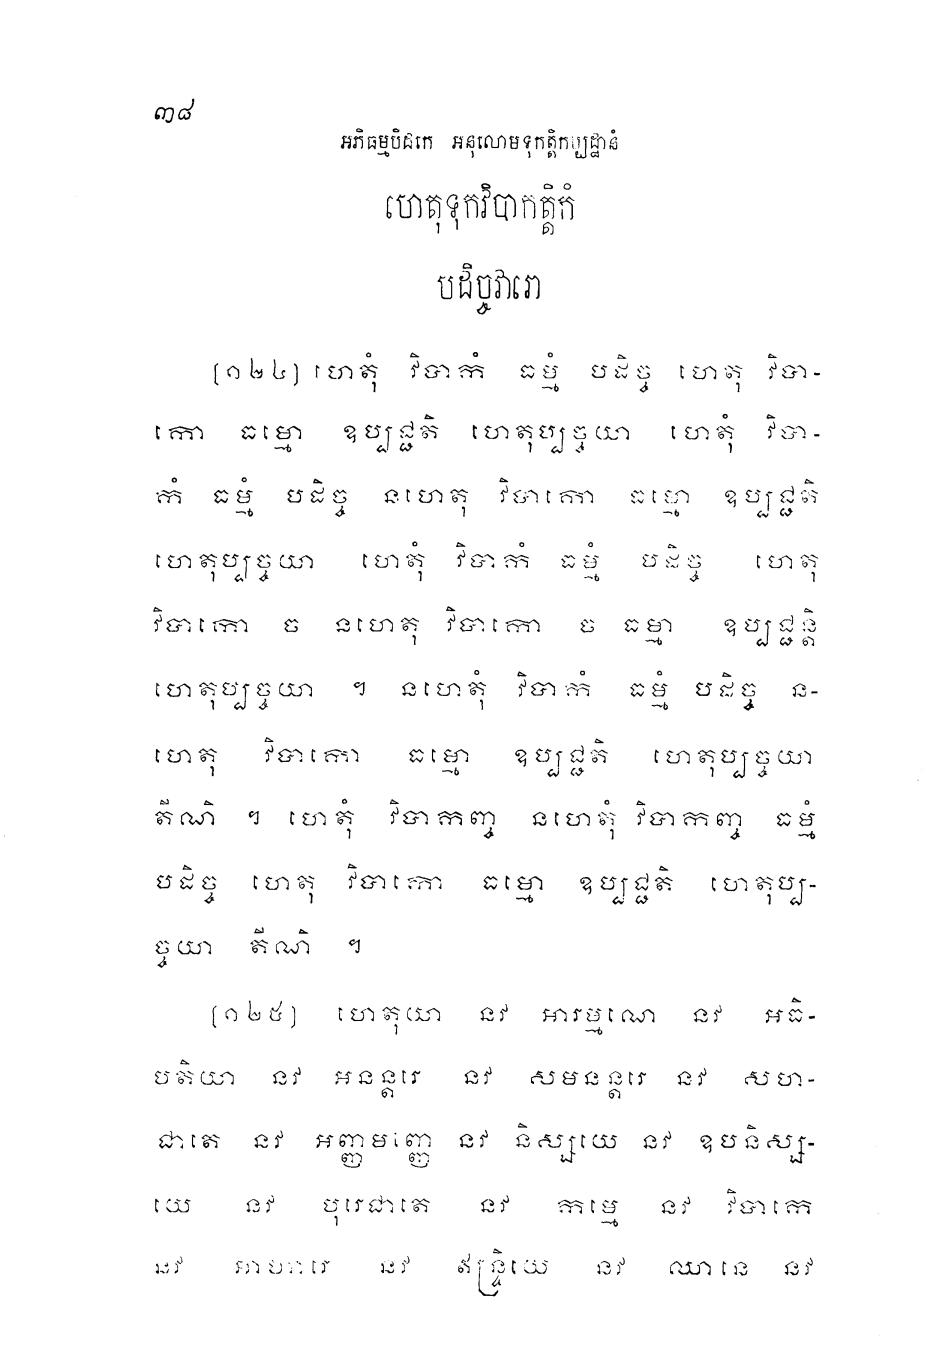 ៣៨
អភិធម្មបិដកេ អនុលោមទុកត្តិកប្បដ្ឋានំ
ហេតុទុកវិបាកត្តិកំ
បដិច្ចវារោ
[១២៤] ហេតុំ វិបាកំ ធម្មំ បដិច្ច ហេតុ វិបា-
កោ ធម្មោ ឧប្បជ្ជតិ ហេតុប្បច្ចយា ហេតុំ វិបា-
កំ ធម្មំ បដិច្ច នហេតុ វិបាកោ ធម្មោ ឧប្បជ្ជតិ
ហេតុប្បច្ចយា ហេតុំ វិបាកំ ធម្មំ បដិច្ច ហេតុ
វិបាកោ ច នហេតុ វិបាកោ ច ធម្មា ឧប្បជ្ជន្តិ
ហេតុប្បច្ចយា ។ នហេតុំ វិបាកំ ធម្មំ បដិច្ច ន-
ហេតុ វិបាកោ ធម្មោ ឧប្បជ្ជតិ ហេតុប្បច្ចយា
តីណិ ។ ហេតុំ វិបាកញ្ច នហេតុំ វិបាកញ្ច ធម្មំ
បដិច្ច ហេតុ វិបាកោ ធម្មោ ឧប្បជ្ជតិ ហេតុប្ប-
ច្ចយា តីណិ ។
[១២៥] ហេតុយា នវ អារម្មណេ នវ អធិ-
បតិយា នវ អនន្តរេ នវ សមនន្តរេ នវ សហ-
ជាតេ នវ អញ្ញមញ្ញេ នវ និស្សយេ នវ ឧបនិស្ស-
យេ នវ បុរេជាតេ នវ កម្មេ នវ វិបាកេ
នវ អាហារេ នវ ឥន្ទ្រិយេ នវ ឈានេ នវ